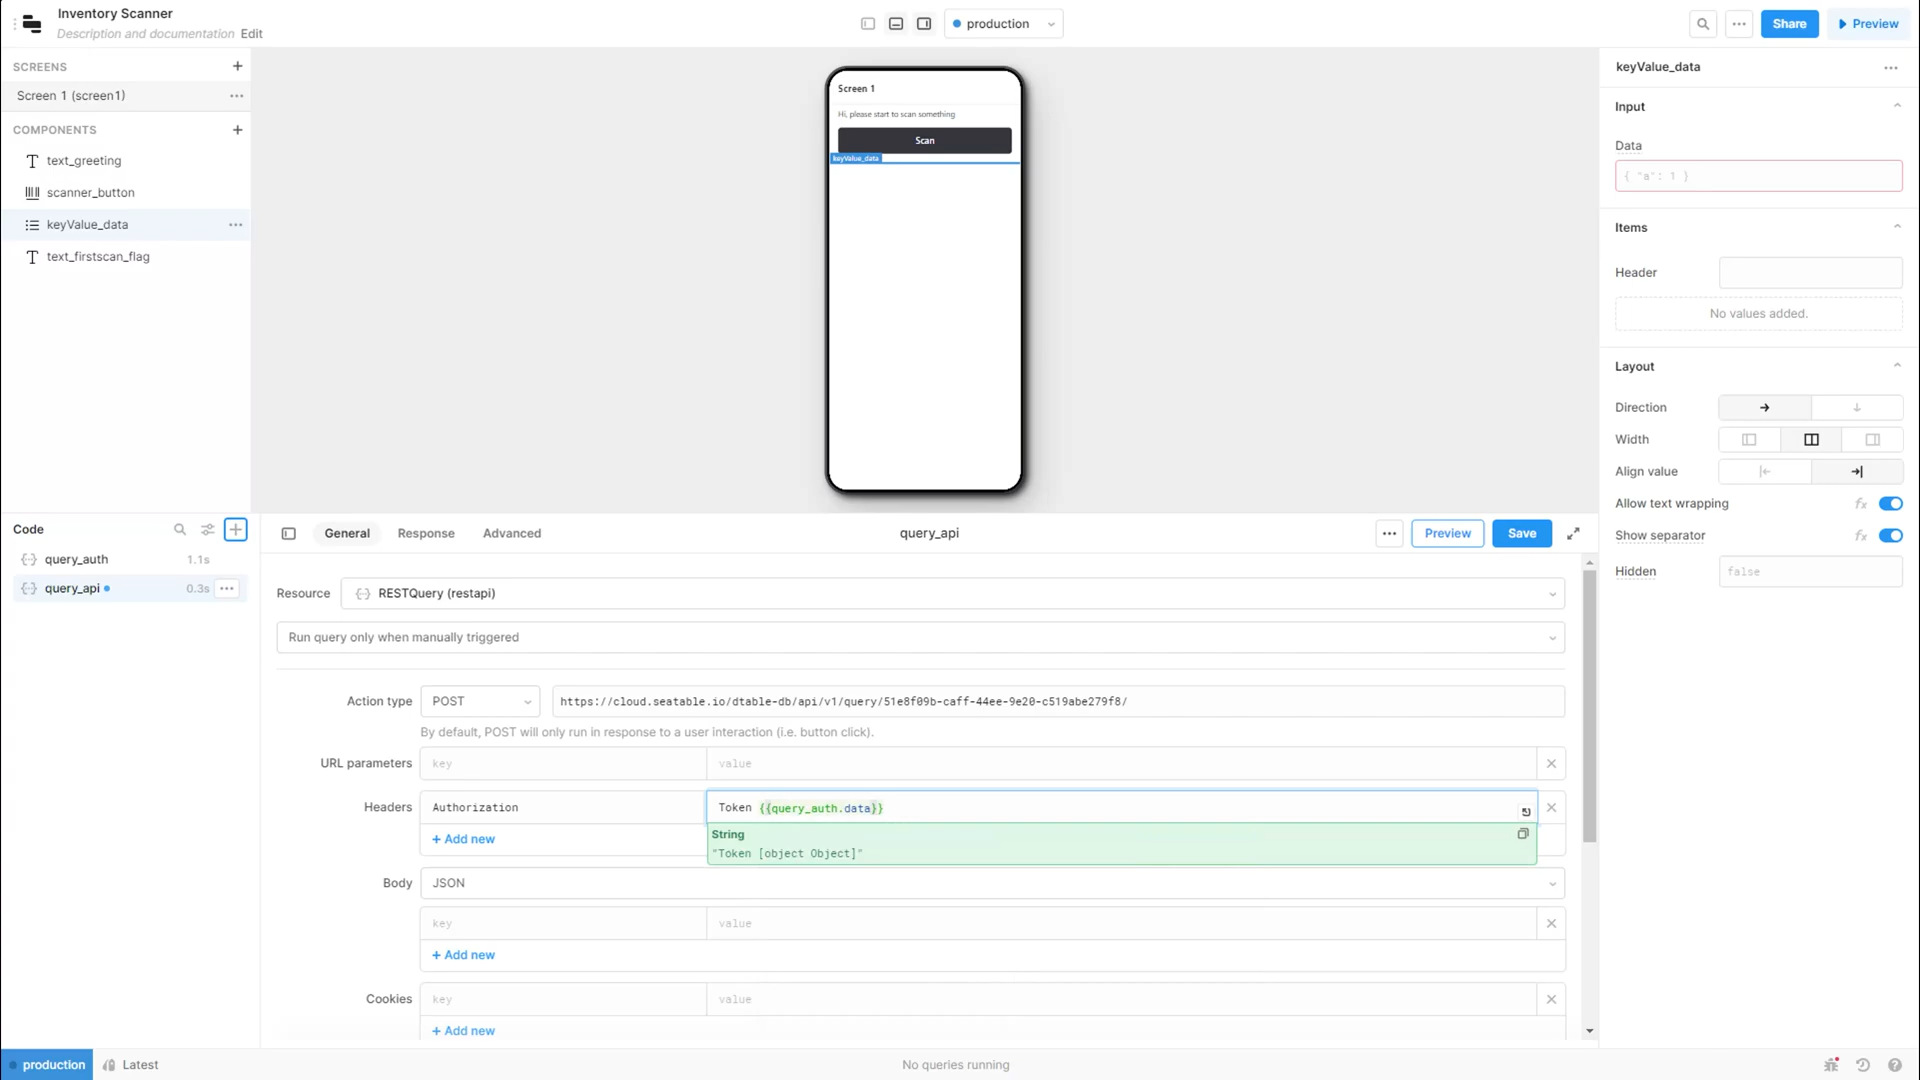 Inventory Scanner
Description and documentation Edit
production
Share
Preview
SCREENS
Screen 1 (screen1)
COMPONENTS
text_greeting
scanner_button
keyValue_data
text_firstscan_flag
Screen 1
Hi, please start to scan something
Scan
keyValue_data
keyValue_data
Input
Data
{ "a": 1 }
Items
Header
No values added.
Layout
Direction
Width
Align value
Allow text wrapping
fx
Show separator
fx
Hidden
false
Code
query_auth 1.1s
query_api 0.3s
General
Response
Advanced
query_api
Preview
Save
Resource
RESTQuery (restapi)
Run query only when manually triggered
Action type
POST
https://cloud.seatable.io/dtable-db/api/v1/query/51e8f09b-caff-44ee-9e20-c519abe279f8/
By default, POST will only run in response to a user interaction (i.e. button click).
URL parameters
key
value
Headers
Authorization
Token {{query_auth.data}}
+ Add new
String
"Token [object Object]"
Body
JSON
key
value
+ Add new
Cookies
key
value
+ Add new
production
Latest
No queries running